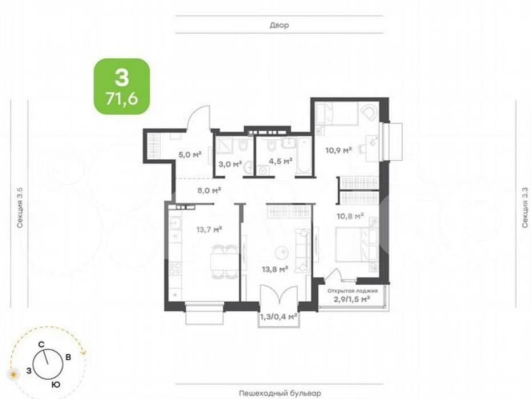 Двор
3
71,6
5,0 м²
3,0 м²
4,5 м²
10,9 м²
8,0 м²
13,7 м²
13,8 м²
10,8 м²
Открытая лоджия
2,9/1,5 м²
1,3/0,4 м²
Секция 3.5
Секция 3.3
С
В
Ю
Пешеходный бульвар